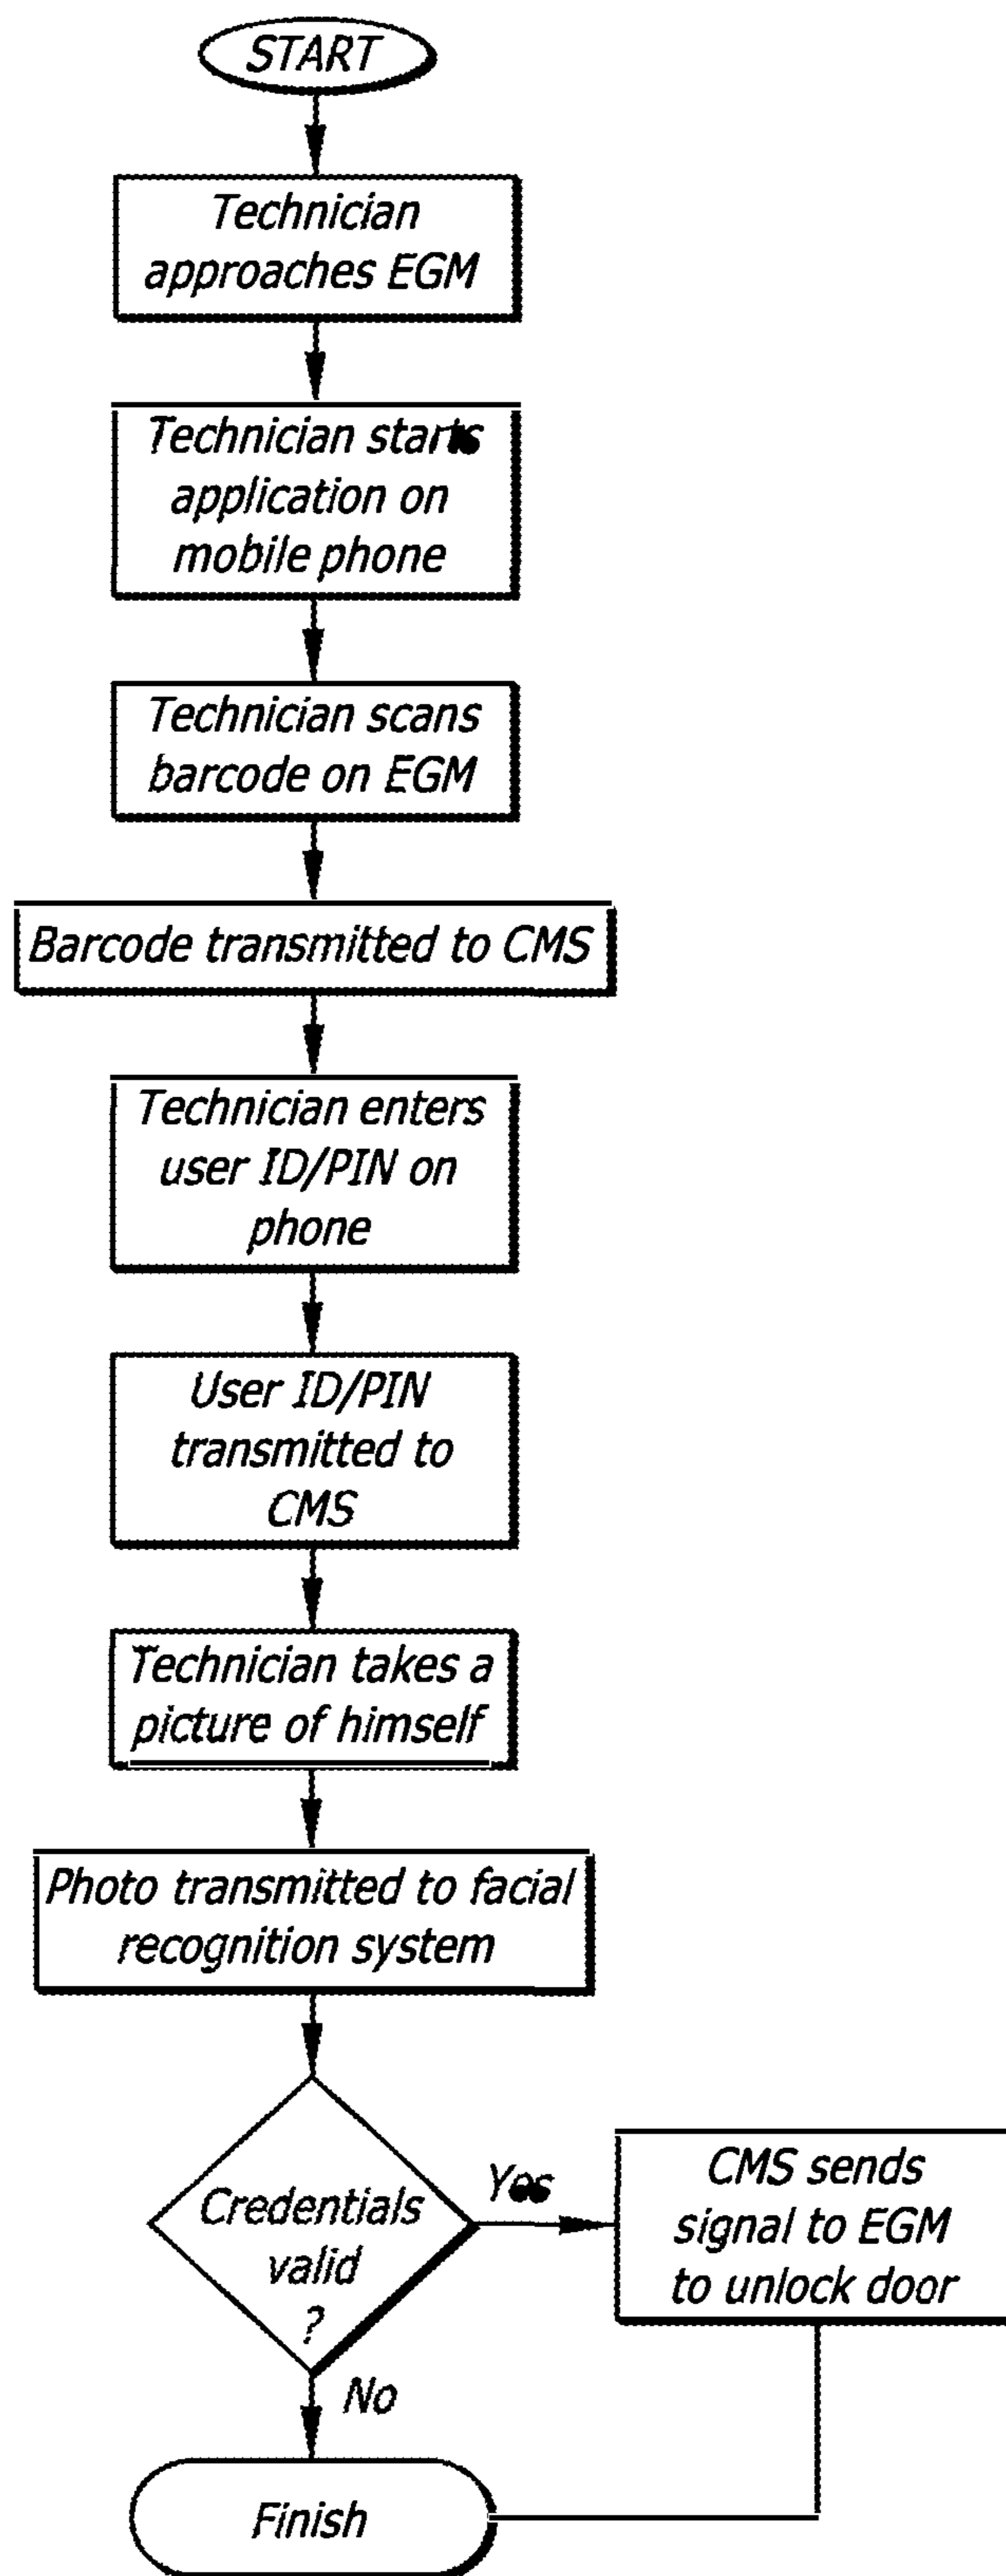 START
Technician
approaches EGM
Technician starts
application on
mobile phone
Technician scans
barcode on EGM
Barcode transmitted to CMS
Technician enters
user ID/PIN on
phone
User ID/PIN
transmitted to
CMS
Technician takes a
picture of himself
Photo transmitted to facial
recognition system
Credentials
valid
?
Yes
CMS sends
signal to EGM
to unlock door
No
Finish